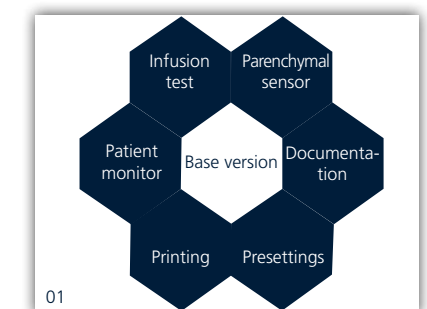 Infusion
test
Parenchymal
sensor
Patient
monitor
Base version
Documenta-
tion
Printing
Presettings
01